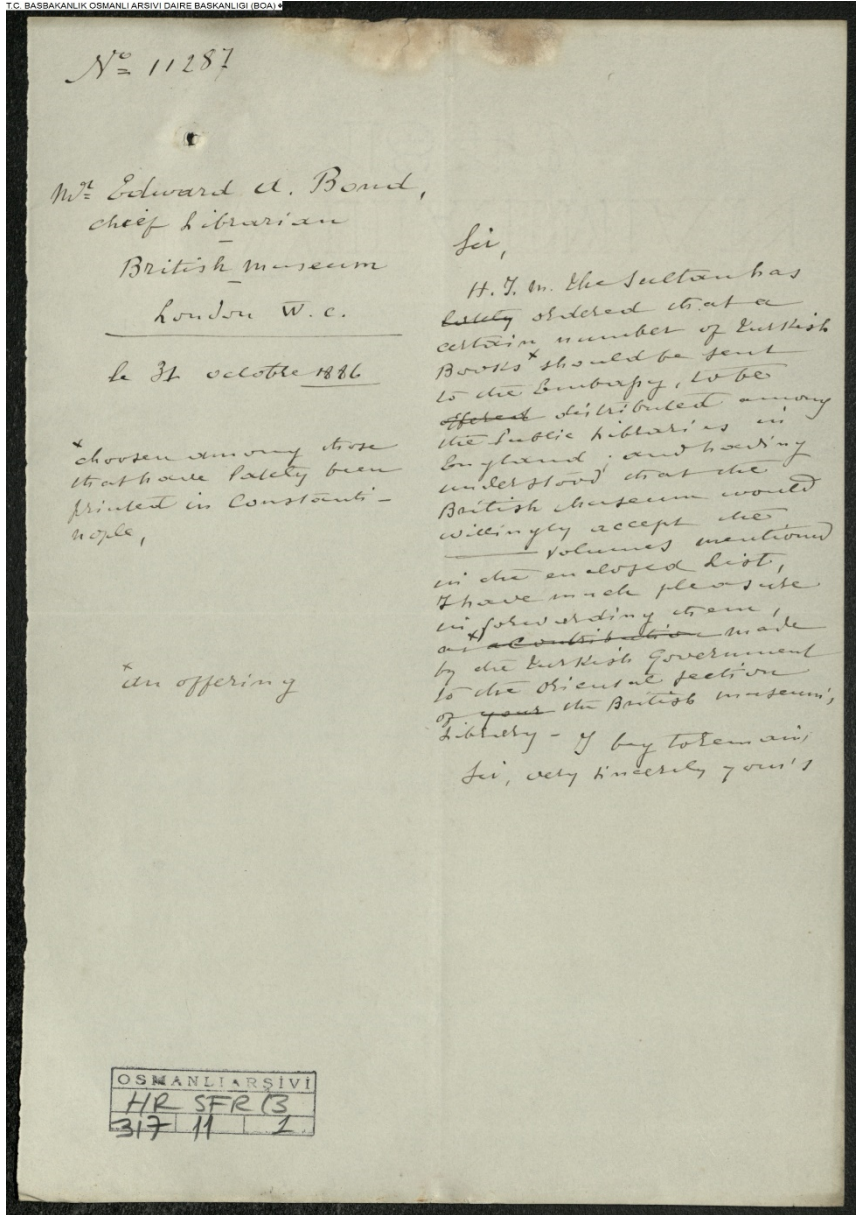 T.C. BASBAKANLIK OSMANLI ARSIVI DAIRE BASKANLIGI (BOA)
No 11287
Mr Edward A. Bond,
chief Librarian
British Museum
London W.C.
le 31 octobre 1886
x choosen among those
that have lately been
printed in Constanti-
nople,
x an offering
Sir,
H. I. M. the Sultan has
lately ordered that a
certain number of Turkish
Books x should be sent
to the Embassy, to be
offered distributed among
the Public Libraries in
England; and having
understood that the
British Museum would
willingly accept the
——— volumes mentioned
in the enclosed List,
I have much pleasure
in forwarding them,
as x a contribution made
by the Turkish Government
to the oriental section
of your the British Museum's
Library - I beg to remain,
Sir, very sincerely your's
OSMANLI ARŞİVİ
HR SFR (3
317 11 1